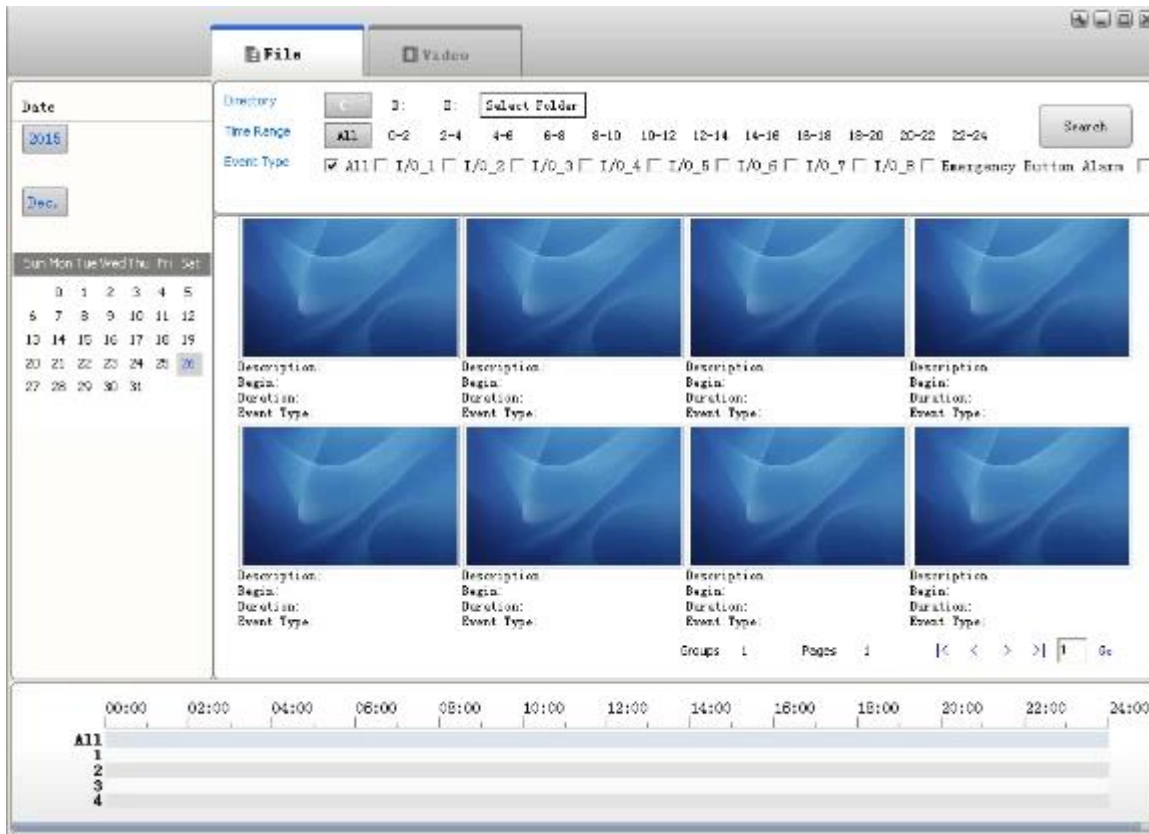 File
Video
Date
2015
Dec.
Sun Mon Tue Wed Thu Fri Sat
0 1 2 3 4 5
6 7 8 9 10 11 12
13 14 15 16 17 18 19
20 21 22 23 24 25 26
27 28 29 30 31
Directory C: D: E: Select Folder
Time Range All 0-2 2-4 4-6 6-8 8-10 10-12 12-14 14-16 16-18 18-20 20-22 22-24
Search
Event Type All I/O_1 I/O_2 I/O_3 I/O_4 I/O_5 I/O_6 I/O_7 I/O_8 Emergency Button Alarm
Description: Description: Description: Description:
Begin: Begin: Begin: Begin:
Duration: Duration: Duration: Duration:
Event Type: Event Type: Event Type: Event Type:
Description: Description: Description: Description:
Begin: Begin: Begin: Begin:
Duration: Duration: Duration: Duration:
Event Type: Event Type: Event Type: Event Type:
Groups 1 Pages 1 |< < > >| 1 Go
00:00 02:00 04:00 06:00 08:00 10:00 12:00 14:00 16:00 18:00 20:00 22:00 24:00
All
1
2
3
4